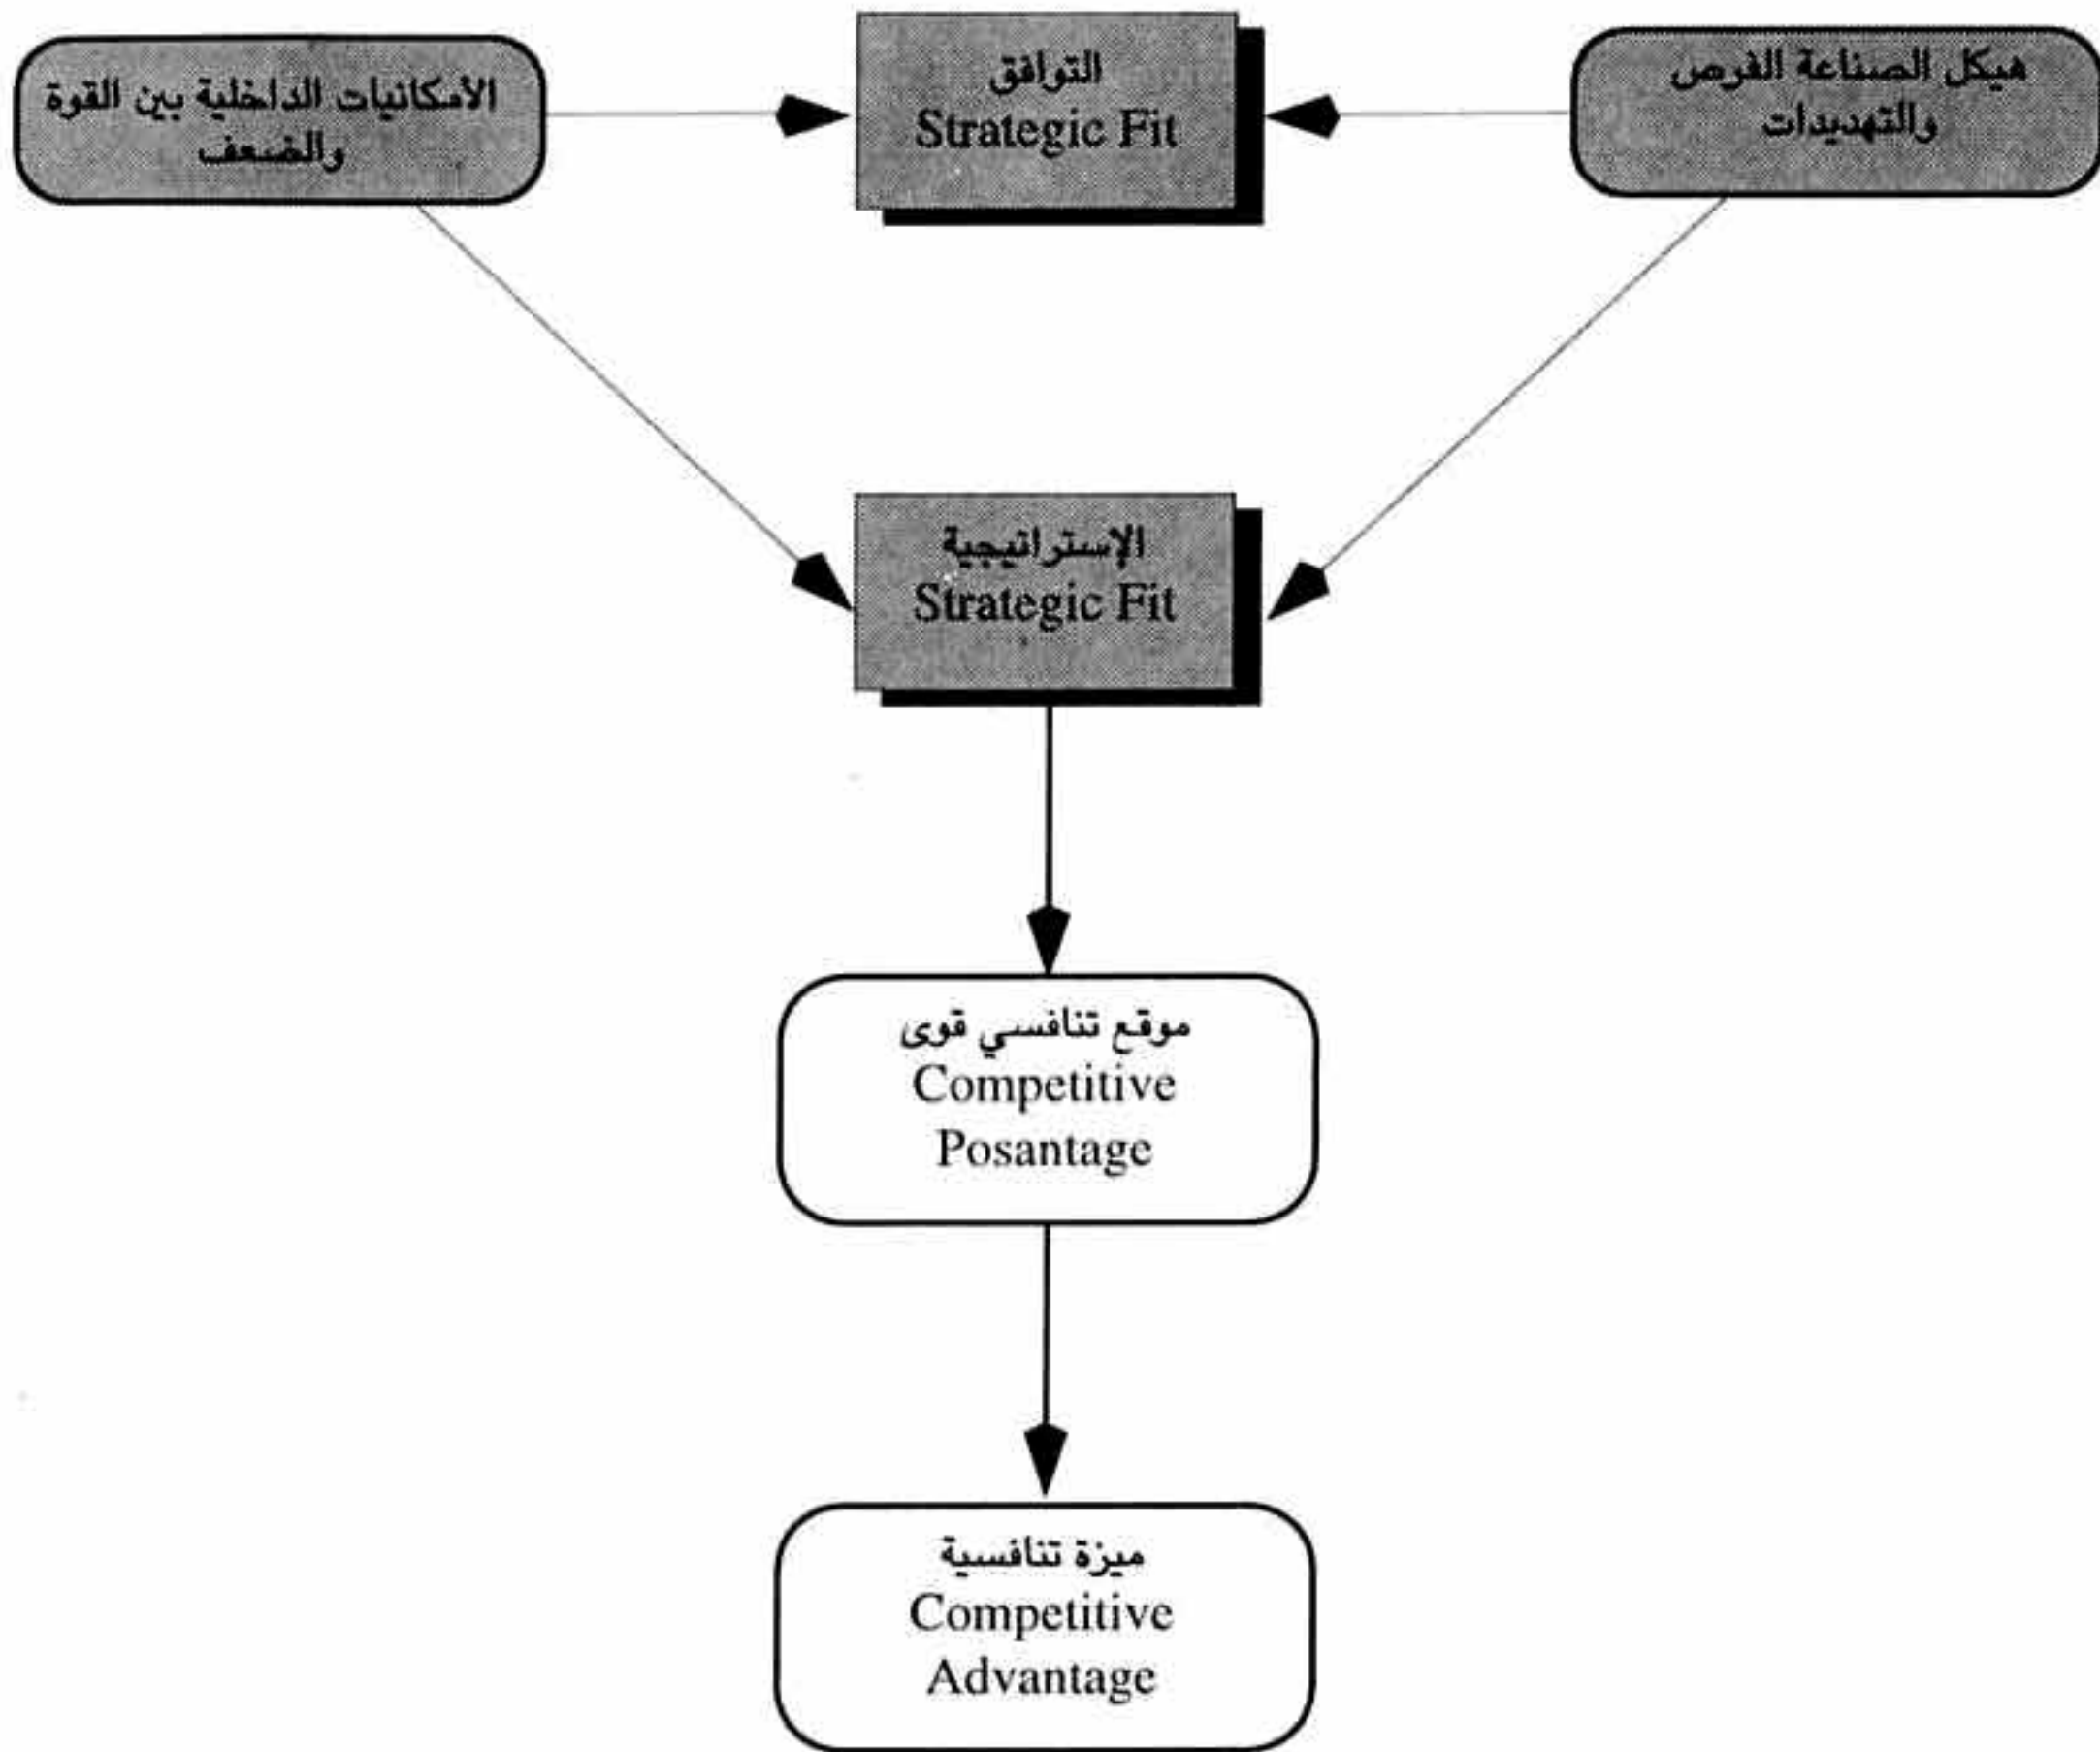 هيكل الصناعة الفرص
والتهديدات
التوافق
Strategic Fit
الأمكانيات الداخلية بين القوة
والضعف
الإستراتيجية
Strategic Fit
موقع تنافسي قوى
Competitive
Posantage
ميزة تنافسية
Competitive
Advantage